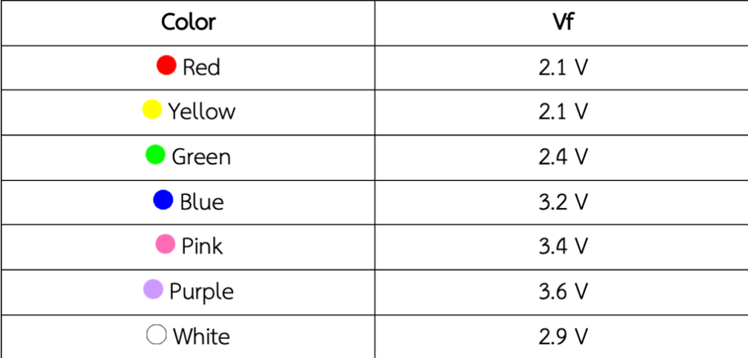 Color Vf
Red 2.1 V
Yellow 2.1 V
Green 2.4 V
Blue 3.2 V
Pink 3.4 V
Purple 3.6 V
White 2.9 V